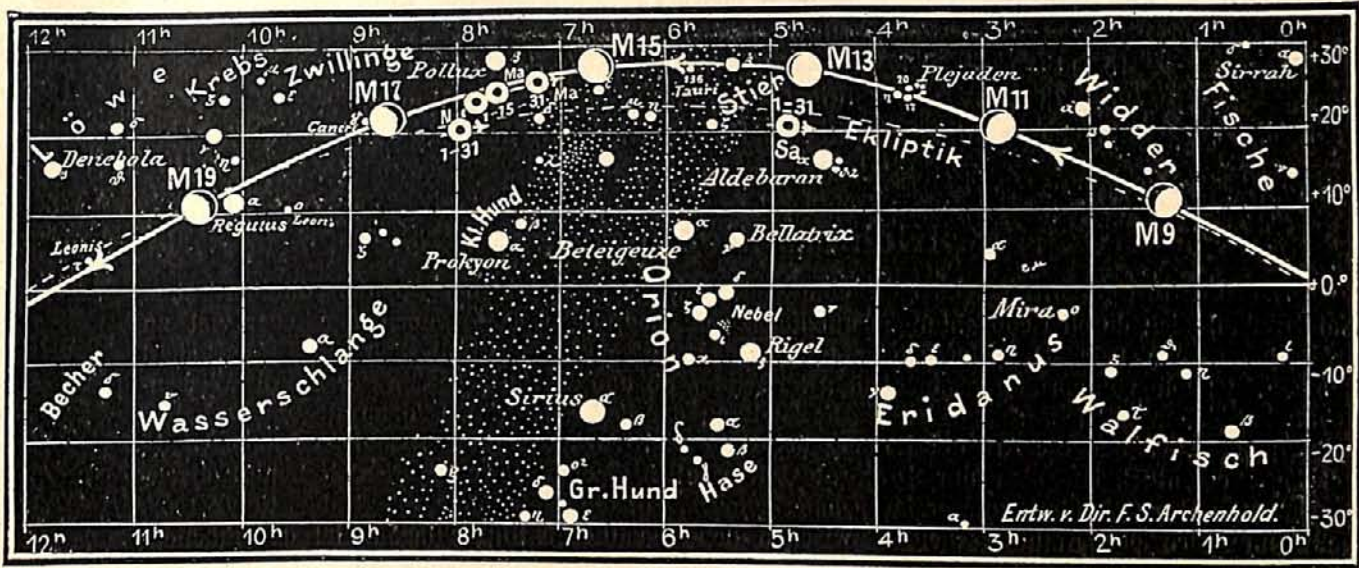 12h 11h 10h 9h 8h 7h 6h 5h 4h 3h 2h 1h 0h
+30°
+20°
+10°
+0°
-10°
-20°
-30°
Löwe
Krebs
Zwillinge
Pollux
Ma
31
Ma
1-15
N
1-31
M19
M17
M15
M13
M11
M9
Cancri
136
Tauri
Stier
1-31
Sa
Plejaden
Ekliptik
Widder
Fische
Sirrah
Denebola
Regulus
Leonis
Aldebaran
Kl. Hund
Prokyon
Beteigeuze
Bellatrix
Orion
Nebel
Rigel
Mira
Becher
Wasserschlange
Sirius
Eridanus
Walfisch
Hase
Gr. Hund
Entw. v. Dir. F. S. Archenhold.
12h 11h 10h 9h 8h 7h 6h 5h 4h 3h 2h 1h 0h